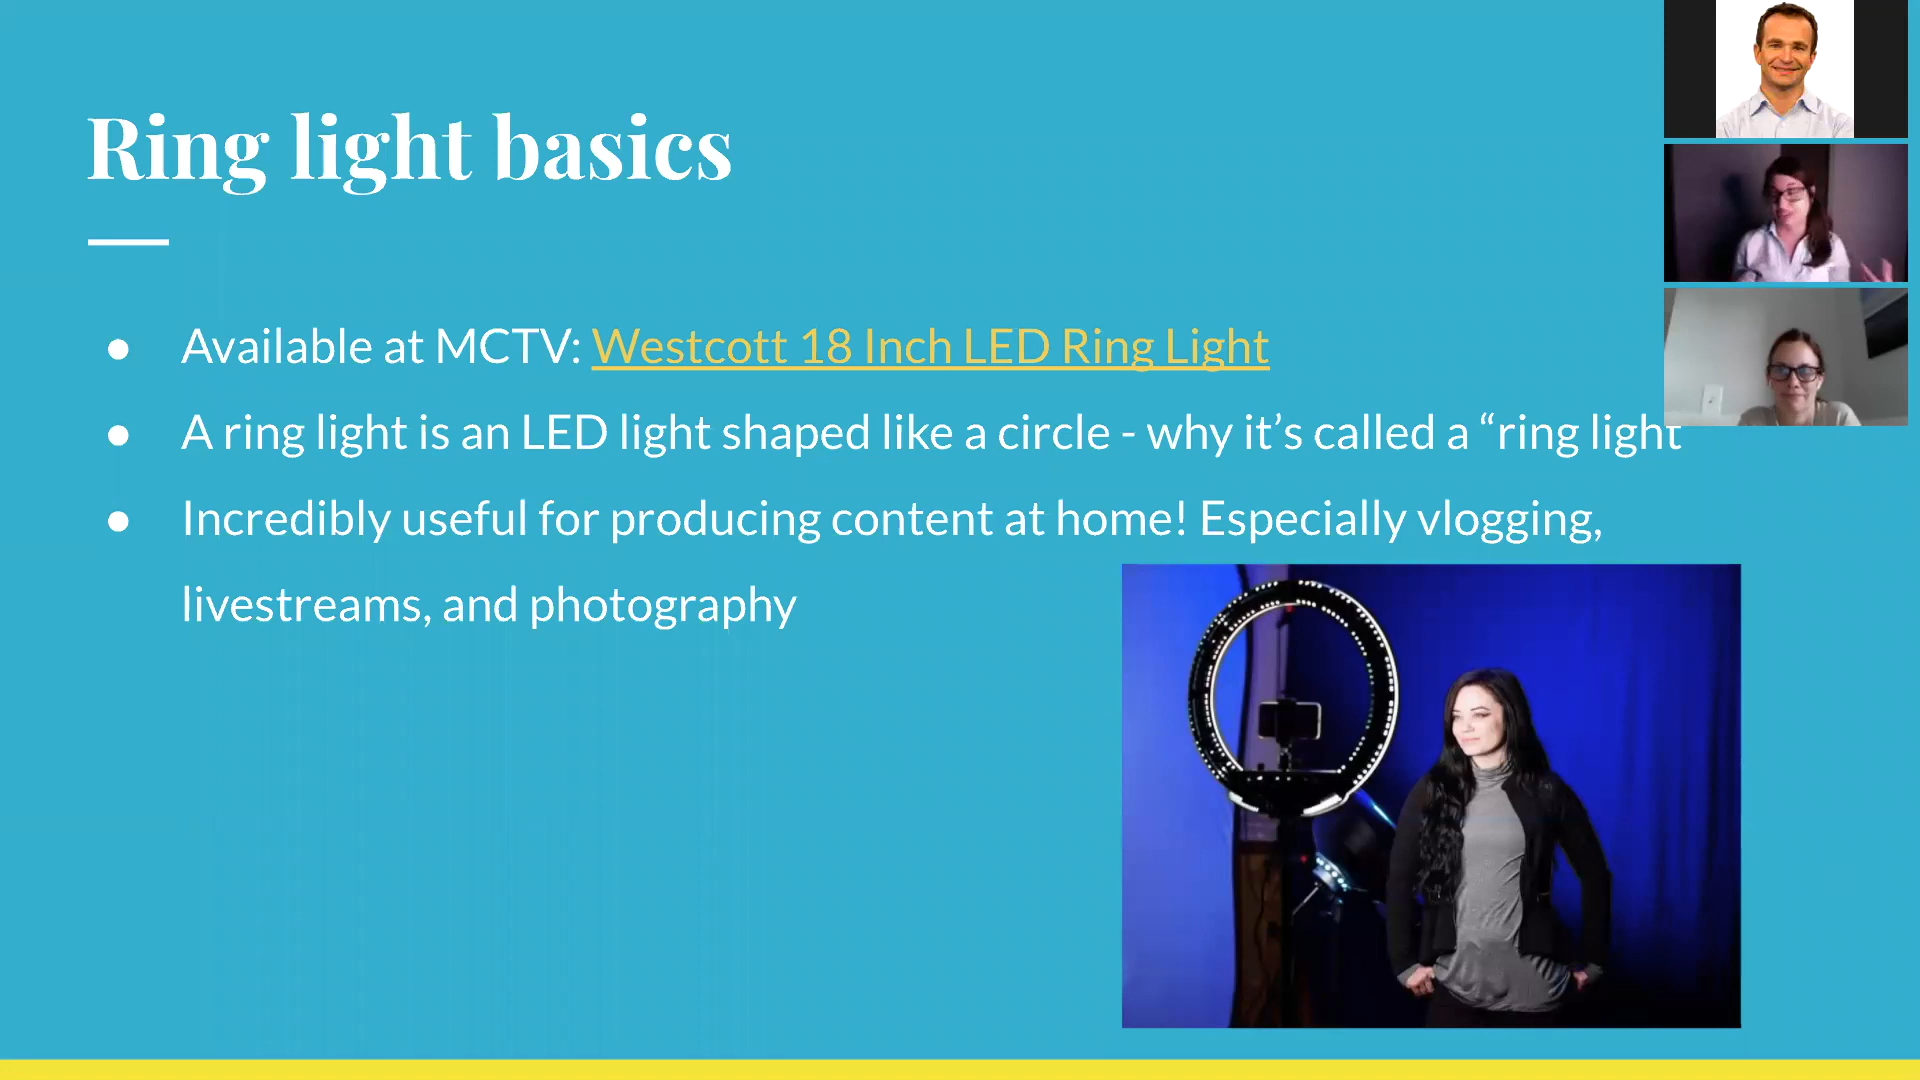 Ring light basics
● Available at MCTV: Westcott 18 Inch LED Ring Light
● A ring light is an LED light shaped like a circle - why it’s called a “ring light
● Incredibly useful for producing content at home! Especially vlogging,
livestreams, and photography